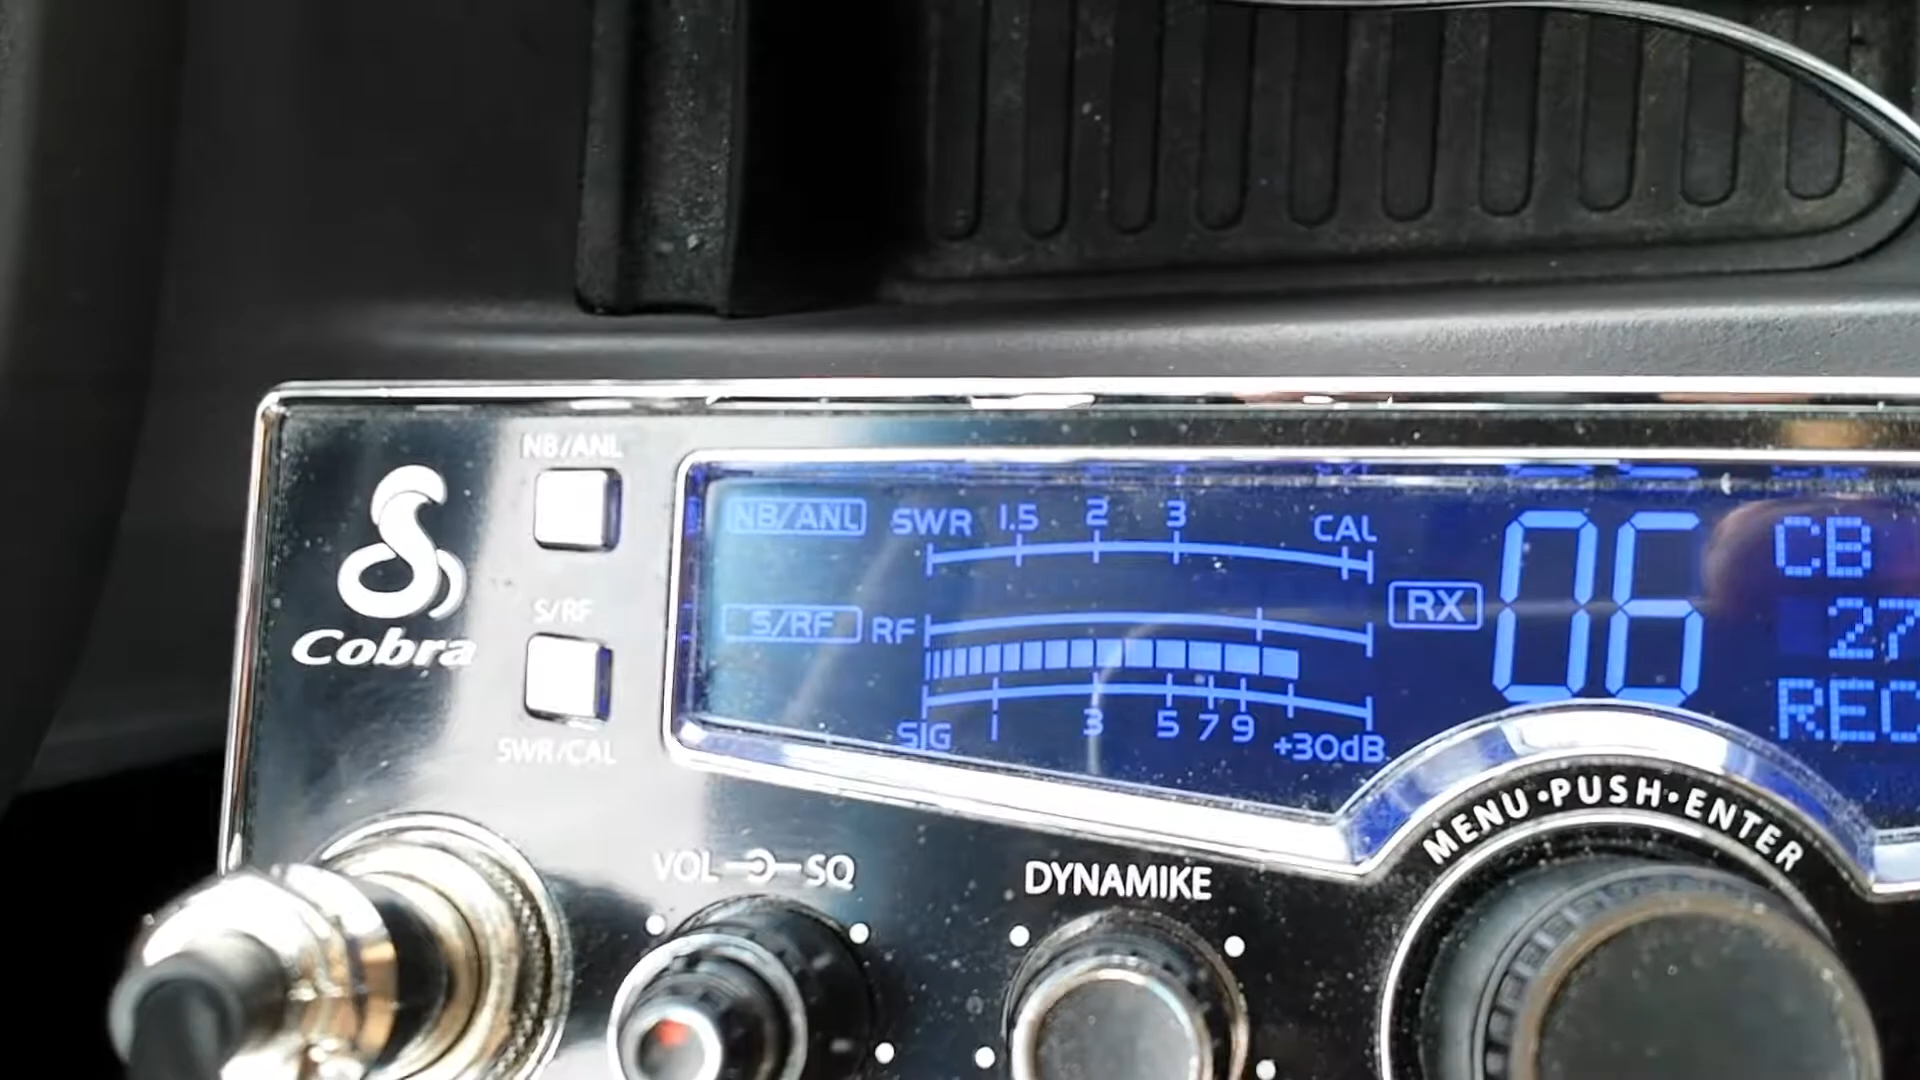 NB/ANL
Cobra
S/RF
SWR/CAL
NB/ANL SWR 1.5 2 3 CAL
S/RF RF
SIG 1 3 5 7 9 +30dB
RX 06
CB
27
REC
MENU•PUSH•ENTER
VOL SQ
DYNAMIKE